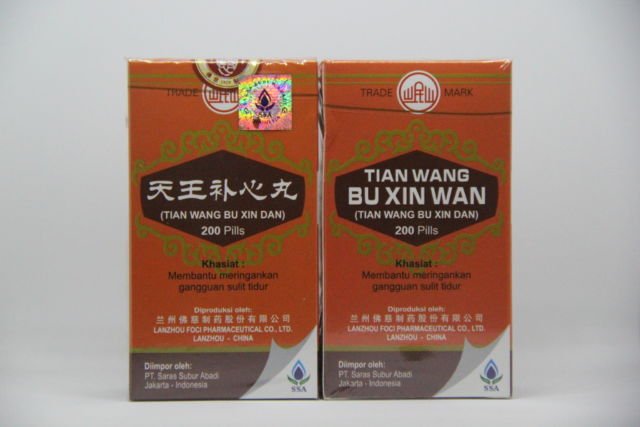 TRADE
SSA
天王补心丸
(TIAN WANG BU XIN DAN)
200 Pills
Khasiat :
Membantu meringankan
gangguan sulit tidur
Diproduksi oleh:
兰州佛慈制药股份有限公司
LANZHOU FOCI PHARMACEUTICAL CO., LTD.
LANZHOU - CHINA
Diimpor oleh:
PT. Saras Subur Abadi
Jakarta - Indonesia
SSA
TRADE MARK
TIAN WANG
BU XIN WAN
(TIAN WANG BU XIN DAN)
200 Pills
Khasiat :
Membantu meringankan
gangguan sulit tidur
Diproduksi oleh:
兰州佛慈制药股份有限公司
LANZHOU FOCI PHARMACEUTICAL CO., LTD.
LANZHOU - CHINA
Diimpor oleh:
PT. Saras Subur Abadi
Jakarta - Indonesia
SSA